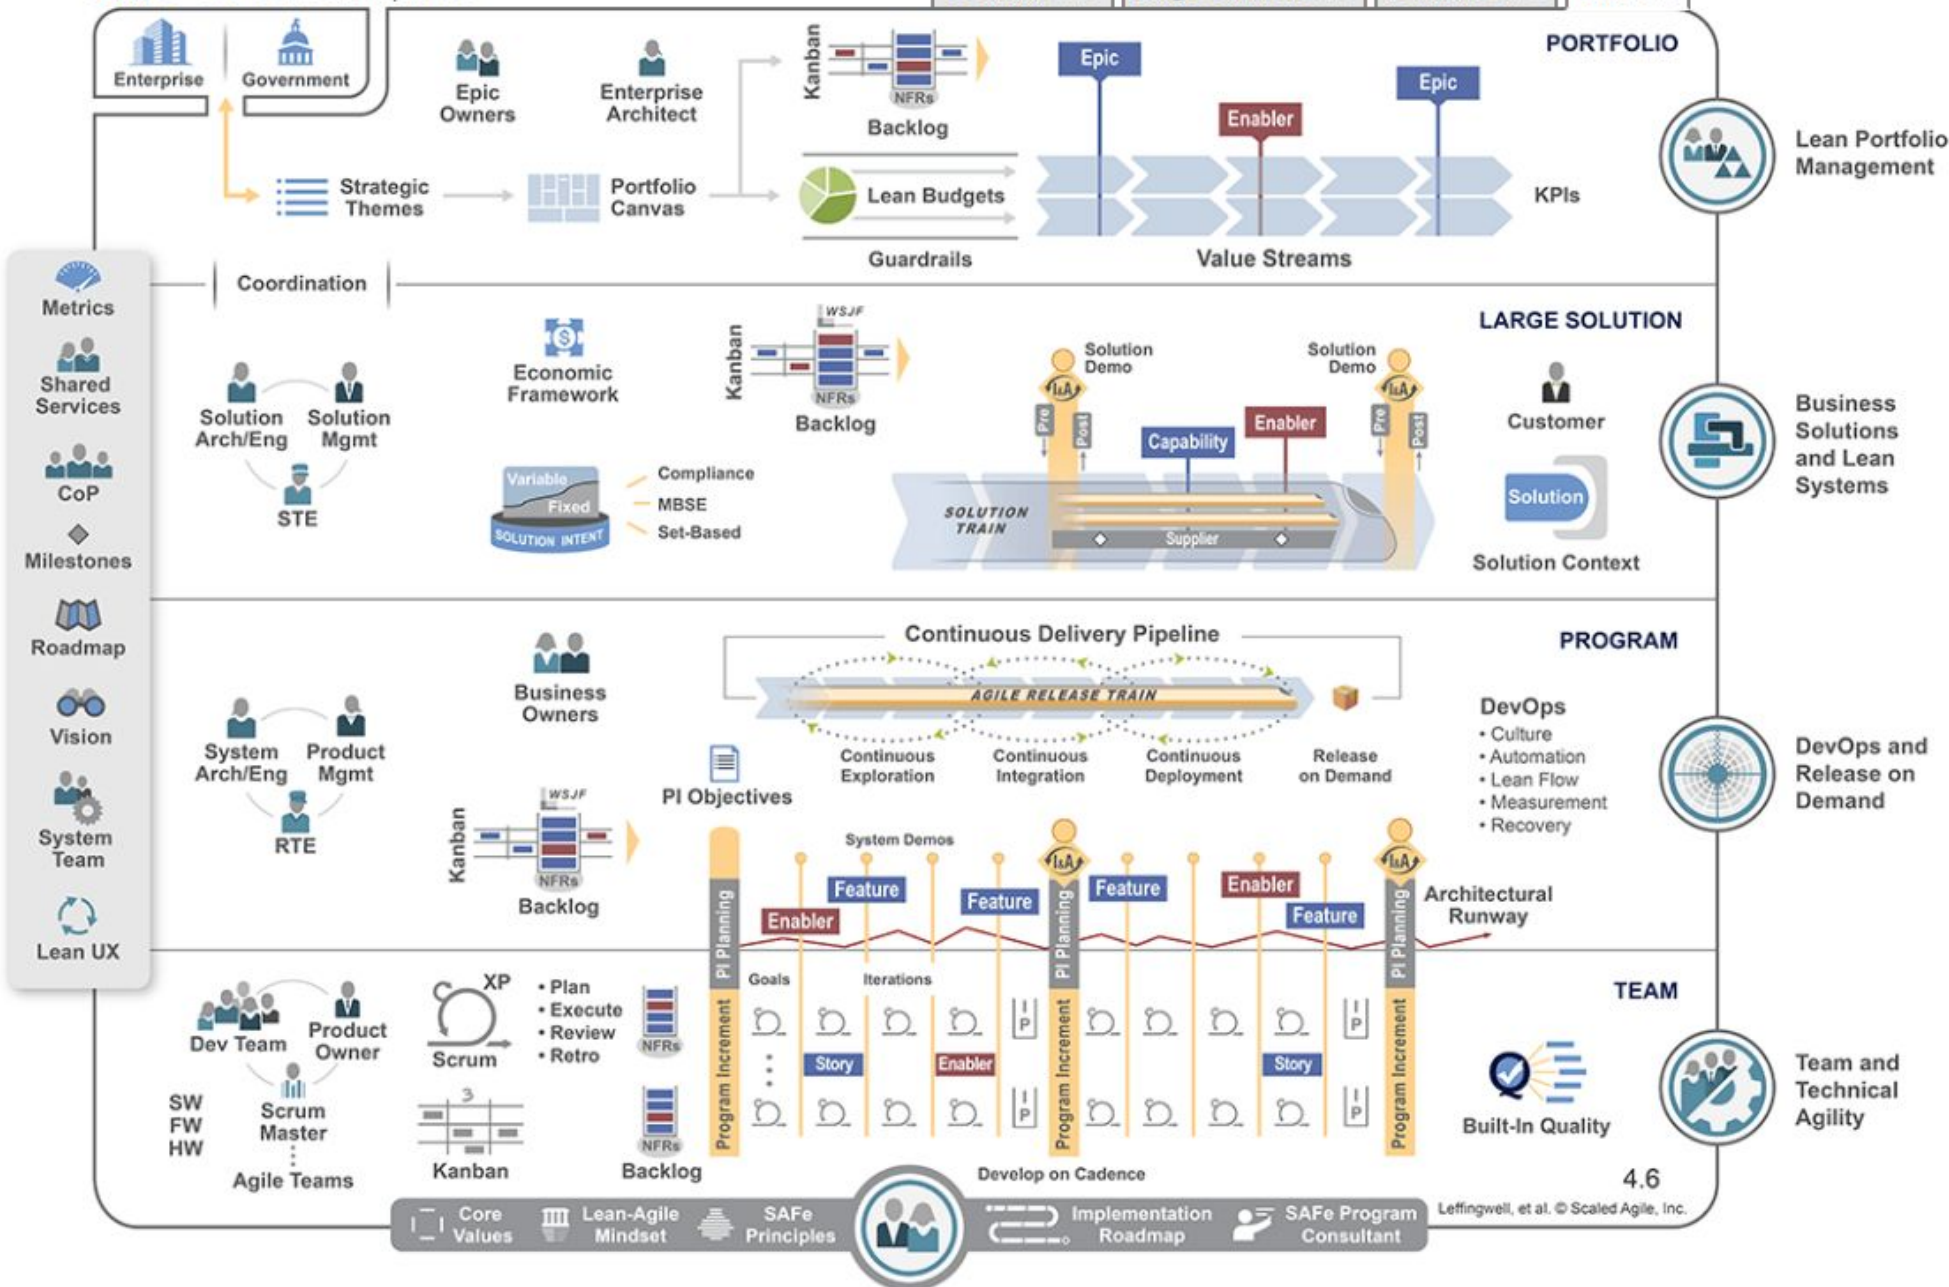 Enterprise
Government
Epic
Owners
Enterprise
Architect
Kanban
NFRs
Backlog
Epic
Enabler
Epic
PORTFOLIO
Lean Portfolio
Management
Strategic
Themes
Portfolio
Canvas
Lean Budgets
Guardrails
Value Streams
KPIs
Coordination
Metrics
Shared
Services
CoP
Milestones
Roadmap
Vision
System
Team
Lean UX
LARGE SOLUTION
Solution
Arch/Eng
Solution
Mgmt
STE
Economic
Framework
Kanban
WSJF
NFRs
Backlog
Variable
Fixed
SOLUTION INTENT
Compliance
MBSE
Set-Based
Solution
Demo
I&A
Pre
Post
Capability
Enabler
Solution
Demo
I&A
Pre
Post
SOLUTION
TRAIN
Supplier
Customer
Solution
Solution Context
Business
Solutions
and Lean
Systems
PROGRAM
System
Arch/Eng
Product
Mgmt
RTE
Business
Owners
Kanban
WSJF
NFRs
Backlog
PI Objectives
Continuous Delivery Pipeline
AGILE RELEASE TRAIN
Continuous
Exploration
Continuous
Integration
Continuous
Deployment
Release
on Demand
DevOps
• Culture
• Automation
• Lean Flow
• Measurement
• Recovery
DevOps and
Release on
Demand
System Demos
Enabler
Feature
Feature
I&A
Feature
Enabler
Feature
I&A
Architectural
Runway
PI Planning
PI Planning
PI Planning
TEAM
Dev Team
Product
Owner
Scrum
Master
SW
FW
HW
Agile Teams
XP
Scrum
• Plan
• Execute
• Review
• Retro
Kanban
3
NFRs
NFRs
Backlog
Goals
Iterations
Program Increment
Story
Enabler
I
P
I
P
Program Increment
Story
I
P
I
P
Program Increment
Develop on Cadence
Built-In Quality
Team and
Technical
Agility
4.6
Leffingwell, et al. © Scaled Agile, Inc.
Core
Values
Lean-Agile
Mindset
SAFe
Principles
Implementation
Roadmap
SAFe Program
Consultant